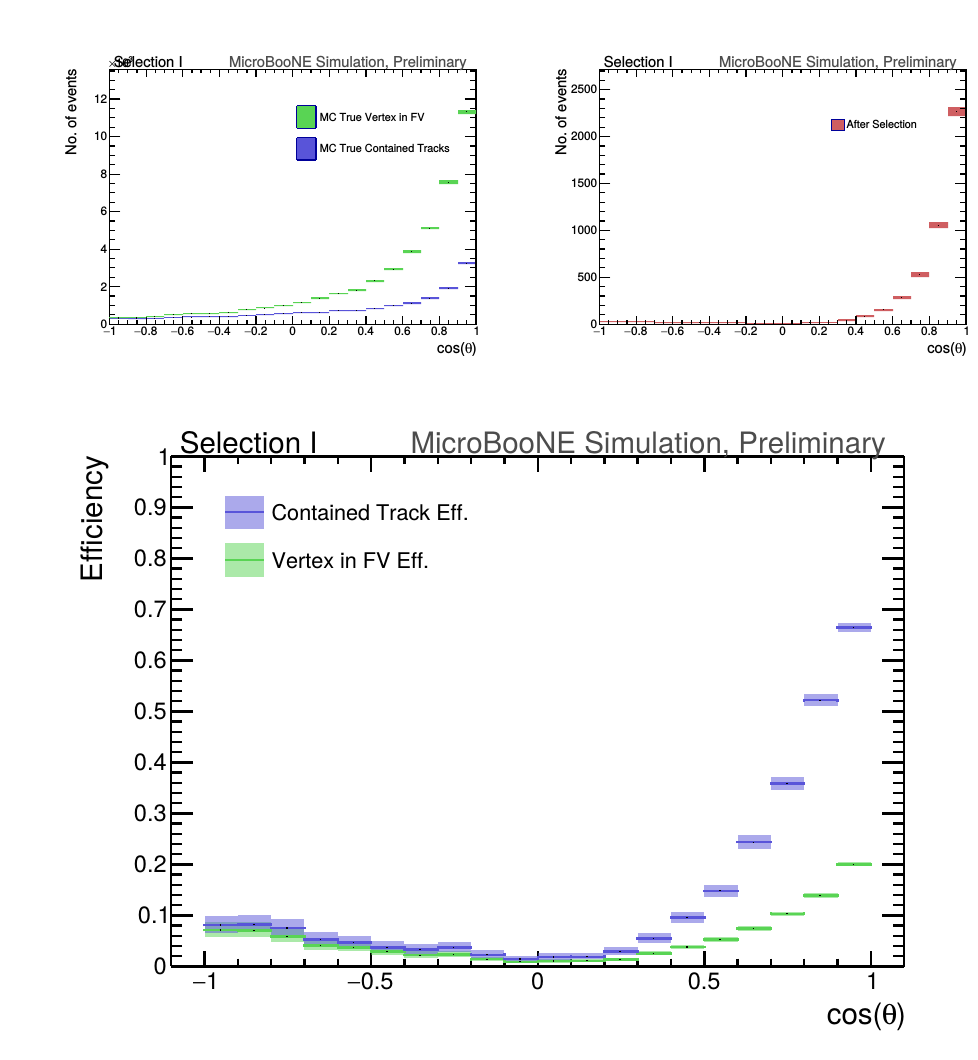 Selection I MicroBooNE Simulation, Preliminary
No. of events
12
10
8
6
4
2
0
MC True Vertex in FV
MC True Contained Tracks
−1 −0.8 −0.6 −0.4 −0.2 0 0.2 0.4 0.6 0.8 1
cos(θ)
Selection I MicroBooNE Simulation, Preliminary
No. of events
2500
2000
1500
1000
500
0
After Selection
−1 −0.8 −0.6 −0.4 −0.2 0 0.2 0.4 0.6 0.8 1
cos(θ)
Selection I MicroBooNE Simulation, Preliminary
Efficiency
1
0.9
0.8
0.7
0.6
0.5
0.4
0.3
0.2
0.1
0
Contained Track Eff.
Vertex in FV Eff.
−1 −0.5 0 0.5 1
cos(θ)